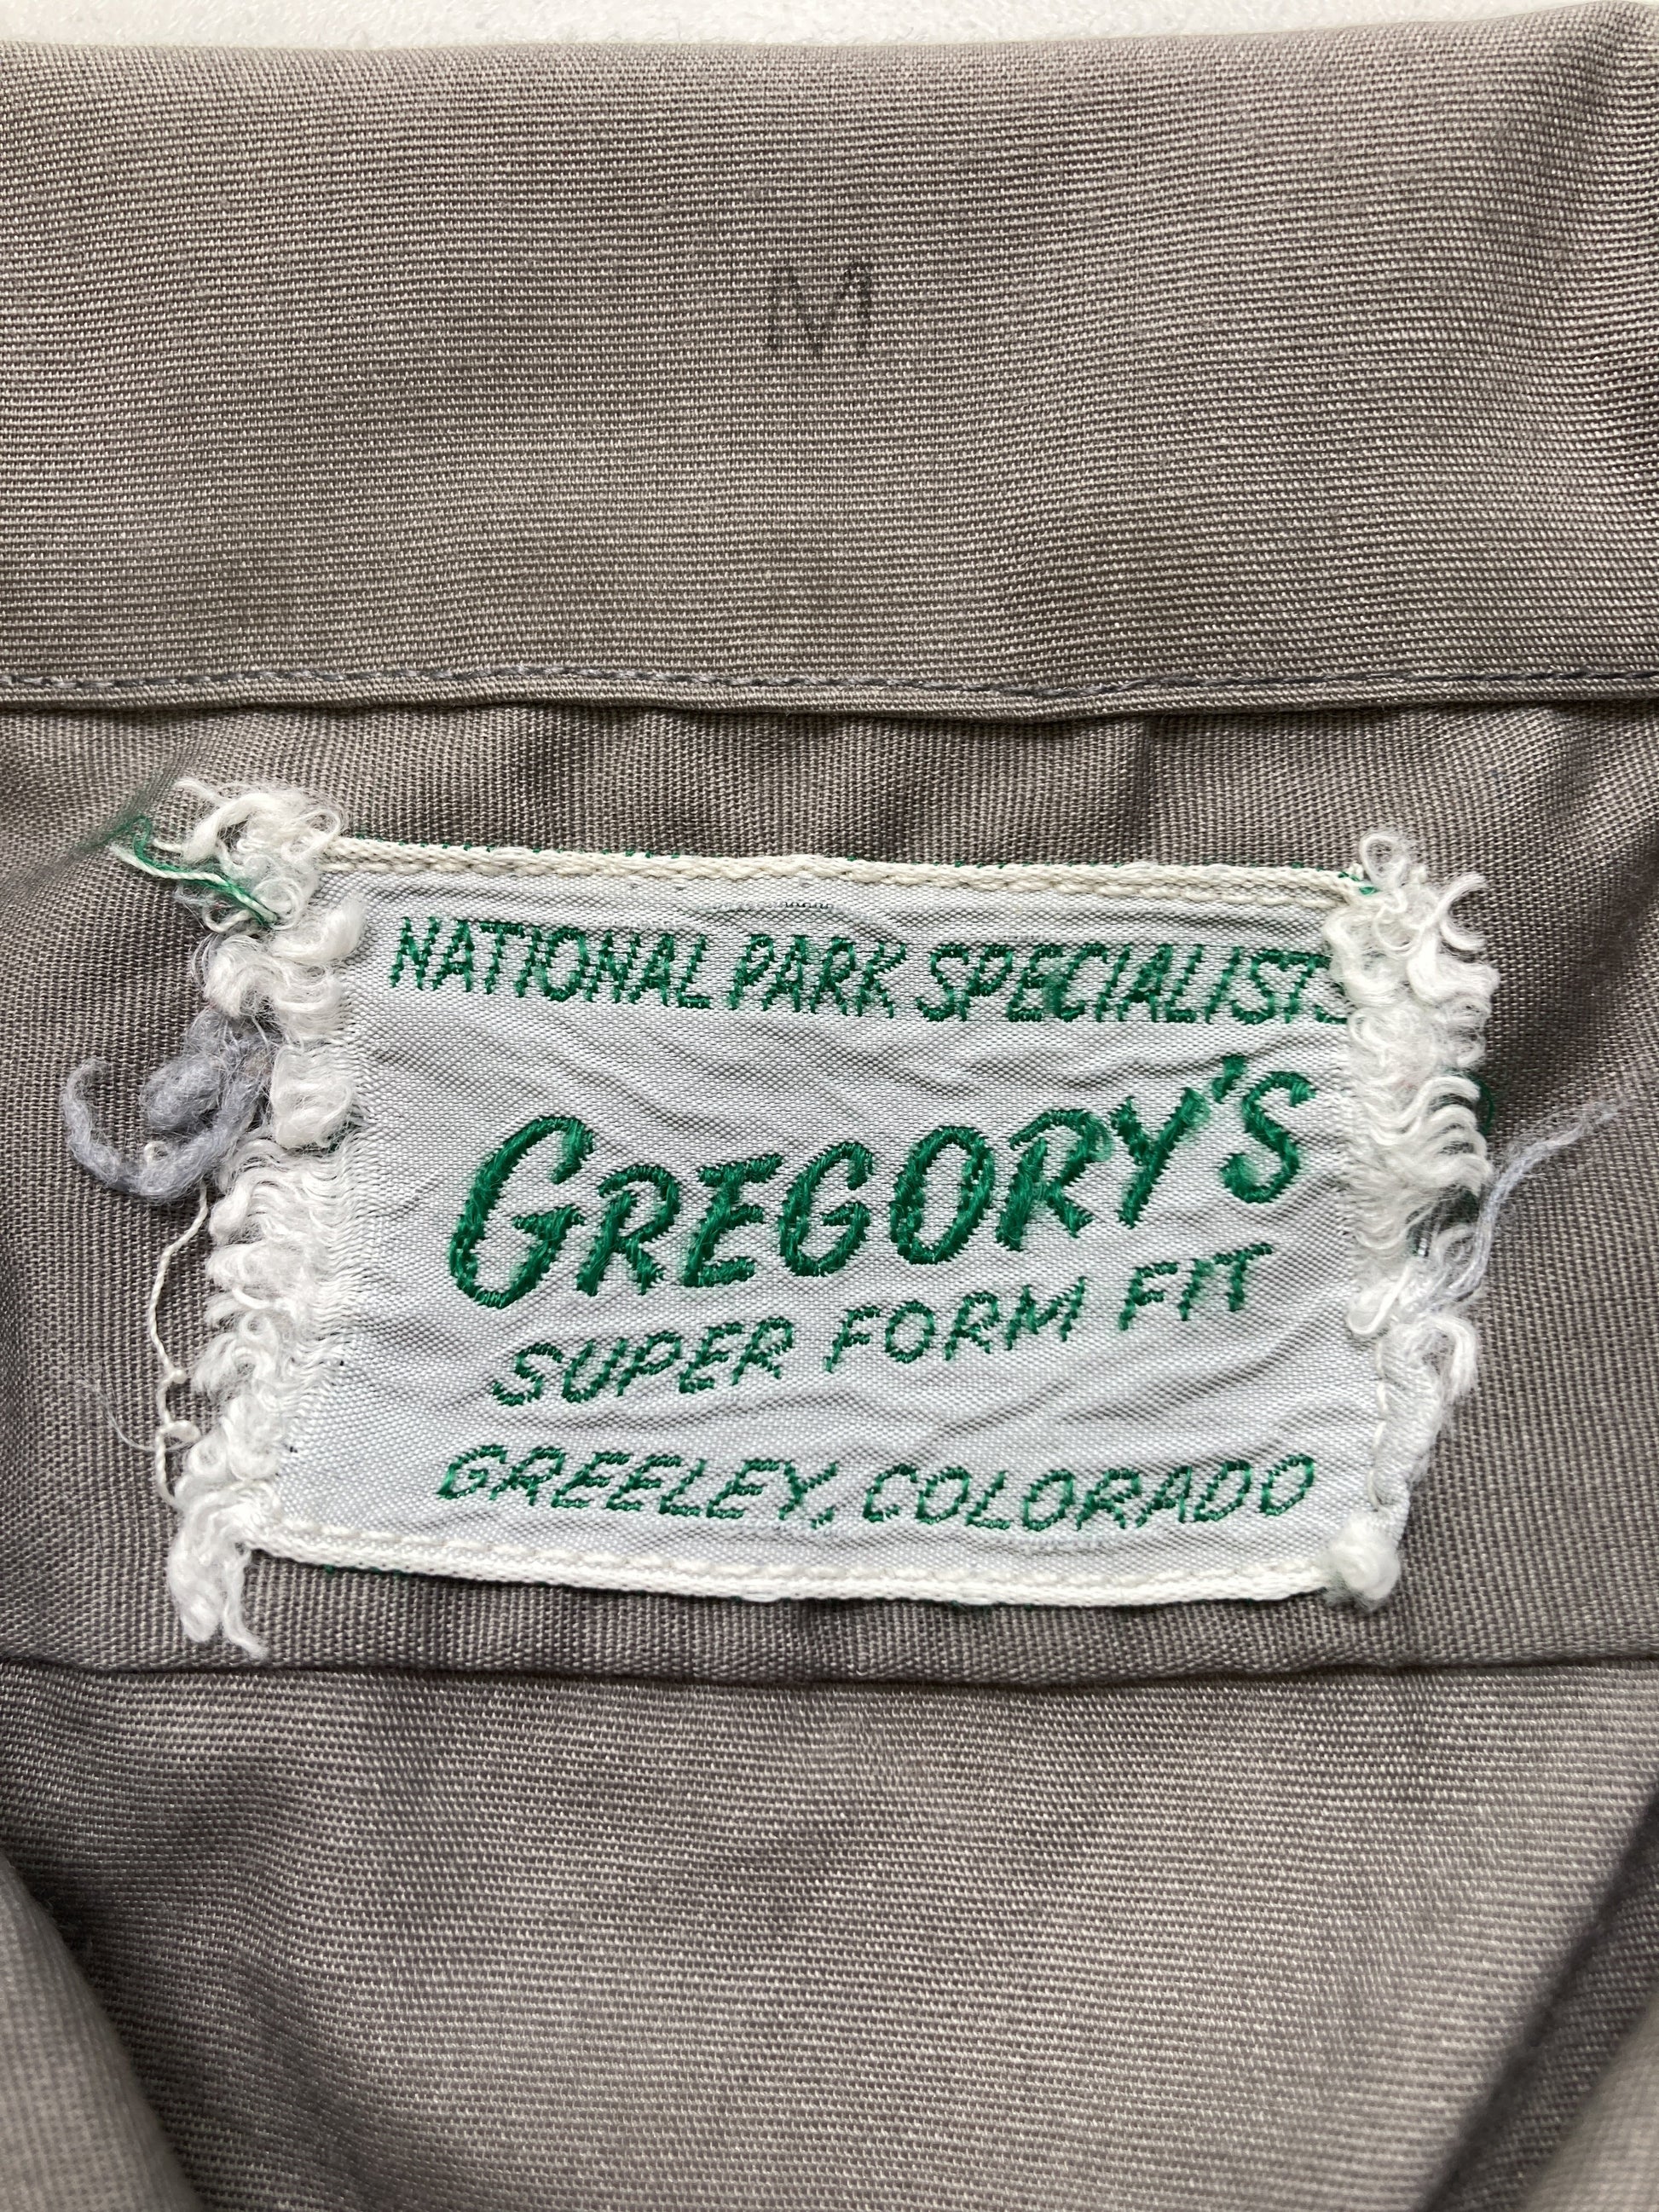 M
NATIONAL PARK SPECIALISTS
GREGORY'S
SUPER FORM FIT
GREELEY, COLORADO